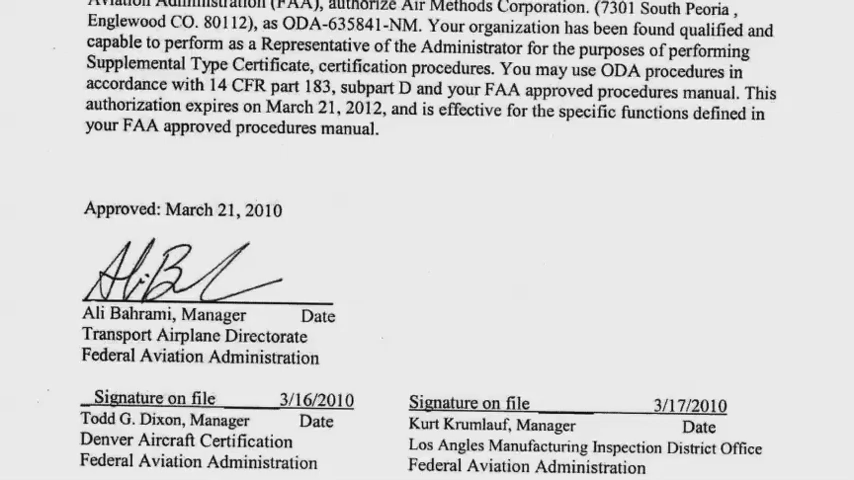 Aviation Administration (FAA), authorize Air Methods Corporation. (7301 South Peoria ,
Englewood CO. 80112), as ODA-635841-NM. Your organization has been found qualified and
capable to perform as a Representative of the Administrator for the purposes of performing
Supplemental Type Certificate, certification procedures. You may use ODA procedures in
accordance with 14 CFR part 183, subpart D and your FAA approved procedures manual. This
authorization expires on March 21, 2012, and is effective for the specific functions defined in
your FAA approved procedures manual.
Approved: March 21, 2010
Ali Bahrami, Manager Date
Transport Airplane Directorate
Federal Aviation Administration
Signature on file 3/16/2010
Todd G. Dixon, Manager Date
Denver Aircraft Certification
Federal Aviation Administration
Signature on file 3/17/2010
Kurt Krumlauf, Manager Date
Los Angles Manufacturing Inspection District Office
Federal Aviation Administration